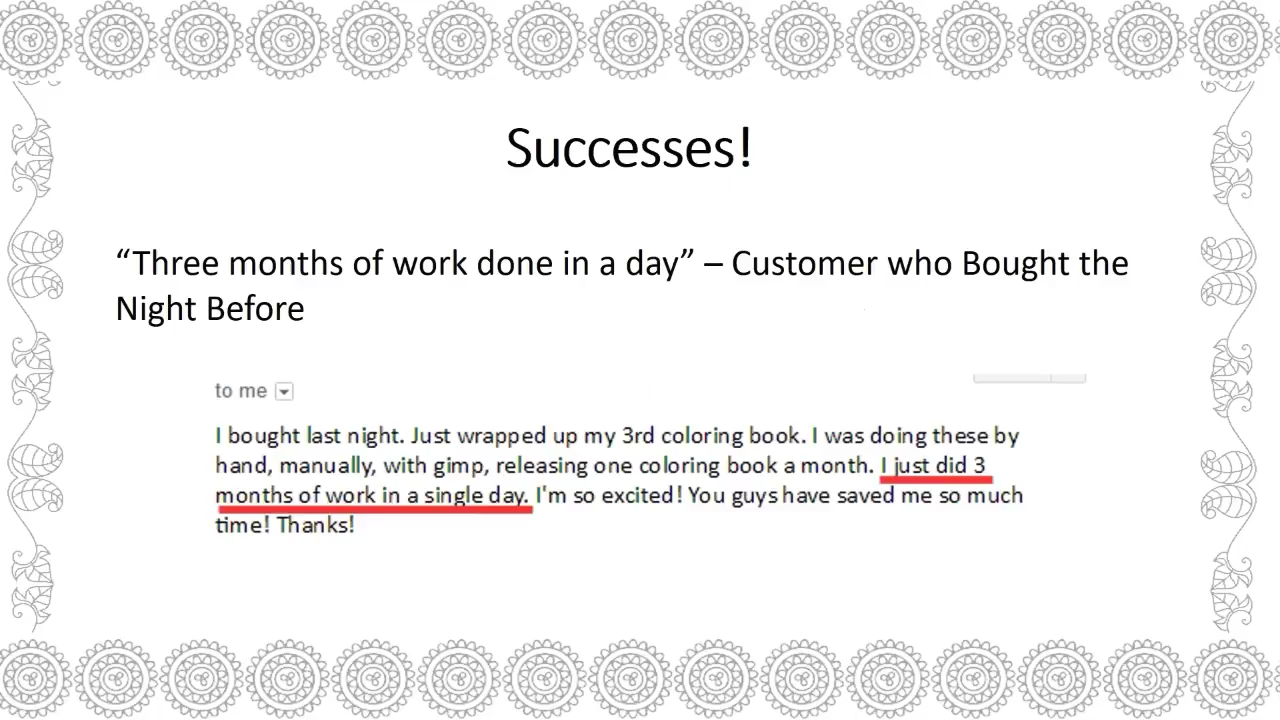 Successes!
“Three months of work done in a day” – Customer who Bought the
Night Before
to me
I bought last night. Just wrapped up my 3rd coloring book. I was doing these by
hand, manually, with gimp, releasing one coloring book a month. I just did 3
months of work in a single day. I'm so excited! You guys have saved me so much
time! Thanks!